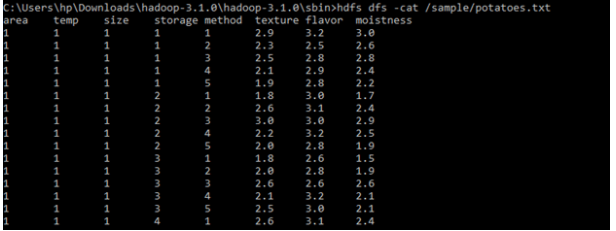 C:\Users\hp\Downloads\hadoop-3.1.0\hadoop-3.1.0\sbin>hdfs dfs -cat /sample/potatoes.txt
area temp size storage method texture flavor moistness
1 1 1 1 1 2.9 3.2 3.0
1 1 1 1 2 2.3 2.5 2.6
1 1 1 1 3 2.5 2.8 2.8
1 1 1 1 4 2.1 2.9 2.4
1 1 1 1 5 1.9 2.8 2.2
1 1 1 2 1 1.8 3.0 1.7
1 1 1 2 2 2.6 3.1 2.4
1 1 1 2 3 3.0 3.0 2.9
1 1 1 2 4 2.2 3.2 2.5
1 1 1 2 5 2.0 2.8 1.9
1 1 1 3 1 1.8 2.6 1.5
1 1 1 3 2 2.0 2.8 1.9
1 1 1 3 3 2.6 2.6 2.6
1 1 1 3 4 2.1 3.2 2.1
1 1 1 3 5 2.5 3.0 2.1
1 1 1 4 1 2.6 3.1 2.4